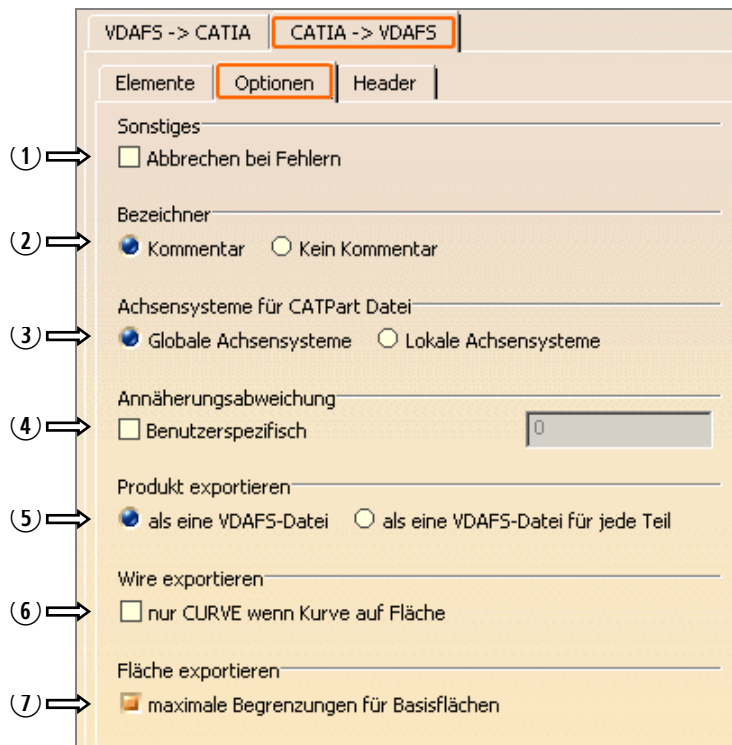 VDAFS -> CATIA CATIA -> VDAFS
Elemente Optionen Header
Sonstiges
(1) Abbrechen bei Fehlern
Bezeichner
(2) Kommentar Kein Kommentar
Achsensysteme für CATPart Datei
(3) Globale Achsensysteme Lokale Achsensysteme
Annäherungsabweichung
(4) Benutzerspezifisch 0
Produkt exportieren
(5) als eine VDAFS-Datei als eine VDAFS-Datei für jede Teil
Wire exportieren
(6) nur CURVE wenn Kurve auf Fläche
Fläche exportieren
(7) maximale Begrenzungen für Basisflächen